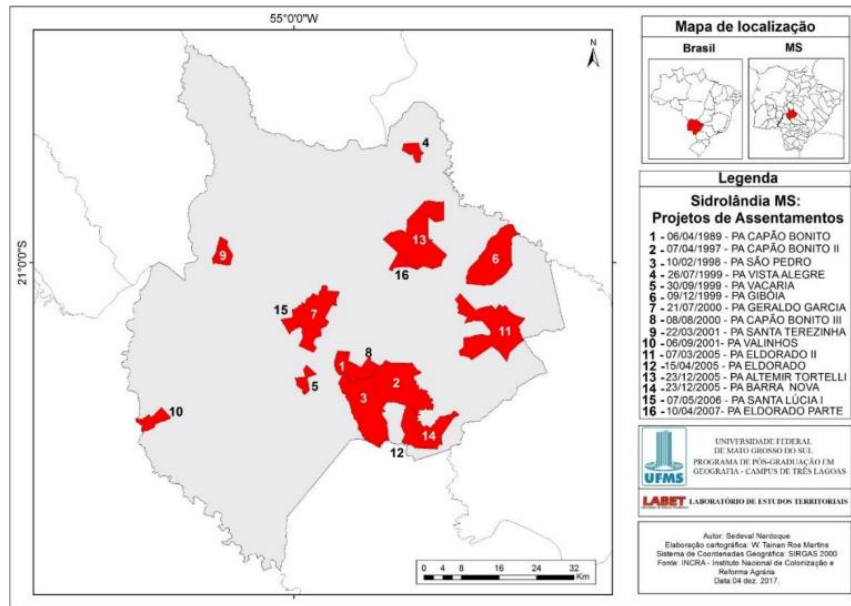 55°0'0"W
21°0'0"S
N
4
13
6
9
16
15
7
11
8
1
2
5
3
10
14
12
0 4 8 16 24 32
Km
Mapa de localização
Brasil MS
Legenda
Sidrolândia MS:
Projetos de Assentamentos
1 - 06/04/1989 - PA CAPÃO BONITO
2 - 07/04/1997 - PA CAPÃO BONITO II
3 - 10/02/1998 - PA SÃO PEDRO
4 - 26/07/1999 - PA VISTA ALEGRE
5 - 30/09/1999 - PA VACARIA
6 - 09/12/1999 - PA GIBÓIA
7 - 21/07/2000 - PA GERALDO GARCIA
8 - 08/08/2000 - PA CAPÃO BONITO III
9 - 22/03/2001 - PA SANTA TEREZINHA
10 - 06/09/2001- PA VALINHOS
11 - 07/03/2005 - PA ELDORADO II
12 - 15/04/2005 - PA ELDORADO
13 - 23/12/2005 - PA ALTEMIR TORTELLI
14 - 23/12/2005 - PA BARRA NOVA
15 - 07/05/2006 - PA SANTA LÚCIA I
16 - 10/04/2007- PA ELDORADO PARTE
UFMS
UNIVERSIDADE FEDERAL
DE MATO GROSSO DO SUL
PROGRAMA DE PÓS-GRADUAÇÃO EM
GEOGRAFIA - CAMPUS DE TRÊS LAGOAS
LABET LABORATÓRIO DE ESTUDOS TERRITORIAIS
Autor: Sedeval Nardoque
Elaboração cartográfica: W. Tainan Ros Martins
Sistema de Coordenadas Geográfica: SIRGAS 2000
Fonte: INCRA - Instituto Nacional de Colonização e
Reforma Agrária
Data:04 dez. 2017.